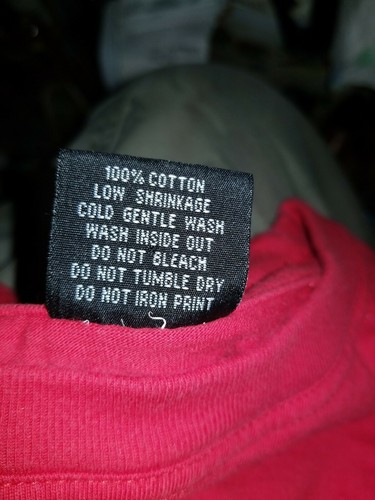 100% COTTON
LOW SHRINKAGE
COLD GENTLE WASH
WASH INSIDE OUT
DO NOT BLEACH
DO NOT TUMBLE DRY
DO NOT IRON PRINT